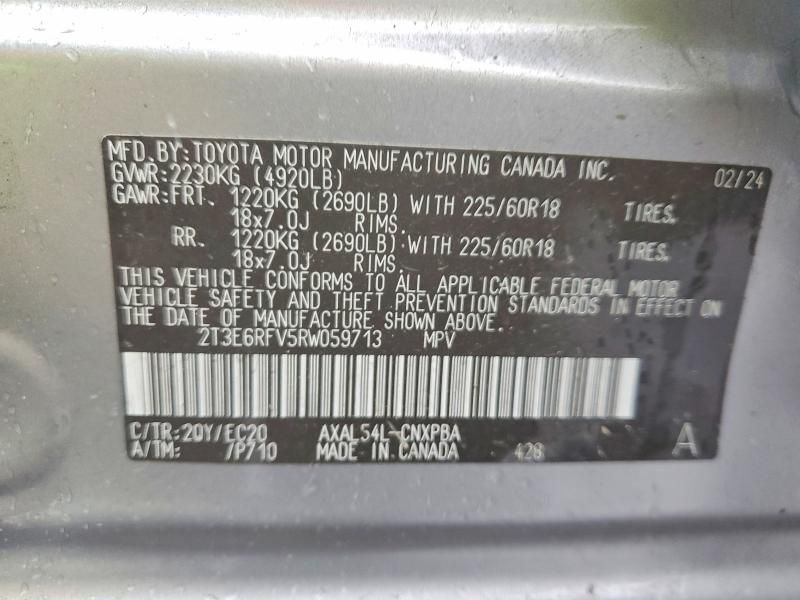 MFD.BY:TOYOTA MOTOR MANUFACTURING CANADA INC. 02/24
GVWR:2230KG (4920LB)
GAWR:FRT. 1220KG (2690LB) WITH 225/60R18 TIRES.
18x7.0J RIMS.
RR. 1220KG (2690LB) WITH 225/60R18 TIRES.
18x7.0J RIMS.
THIS VEHICLE CONFORMS TO ALL APPLICABLE FEDERAL MOTOR
VEHICLE SAFETY AND THEFT PREVENTION STANDARDS IN EFFECT ON
THE DATE OF MANUFACTURE SHOWN ABOVE.
2T3E6RFV5RW059713 MPV
C/TR:20Y/EC20 AXAL54L-CNXPBA
A/TM: /P710 MADE IN CANADA 428 A